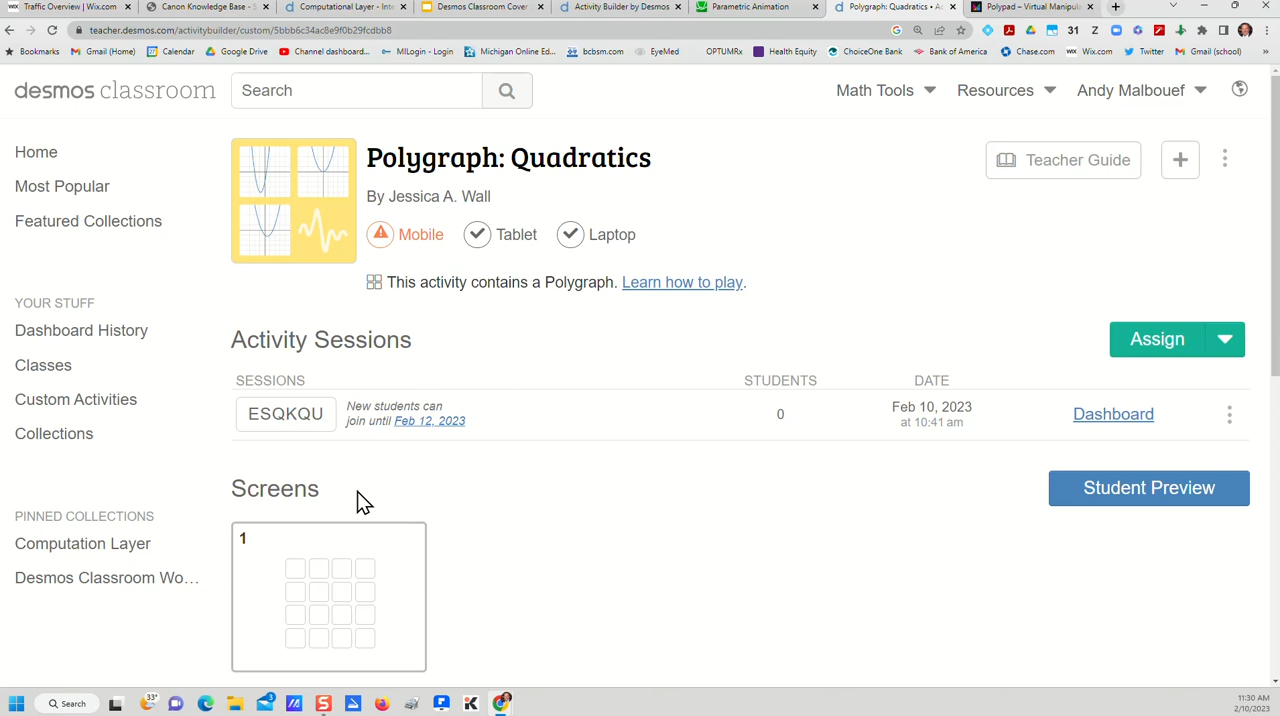 Traffic Overview | Wix.com
Canon Knowledge Base - S
Computational Layer - Inte
Desmos Classroom Cover
Activity Builder by Desmos
Parametric Animation
Polygraph: Quadratics • Ac
Polypad – Virtual Manipul
teacher.desmos.com/activitybuilder/custom/5bbb6c34ac8e9f0b29fcdbb8
Bookmarks
Gmail (Home)
Calendar
Google Drive
Channel dashboard...
MILogin - Login
Michigan Online Ed...
bcbsm.com
EyeMed
OPTUMRx
Health Equity
ChoiceOne Bank
Bank of America
Chase.com
Wix.com
Twitter
Gmail (school)
desmos classroom
Search
Math Tools
Resources
Andy Malbouef
Home
Most Popular
Featured Collections
YOUR STUFF
Dashboard History
Classes
Custom Activities
Collections
PINNED COLLECTIONS
Computation Layer
Desmos Classroom Wo...
Polygraph: Quadratics
By Jessica A. Wall
Mobile
Tablet
Laptop
This activity contains a Polygraph. Learn how to play.
Teacher Guide
Activity Sessions
Assign
SESSIONS
STUDENTS
DATE
ESQKQU
New students can
join until Feb 12, 2023
0
Feb 10, 2023
at 10:41 am
Dashboard
Screens
Student Preview
1
33°
Search
3
11:30 AM
2/10/2023